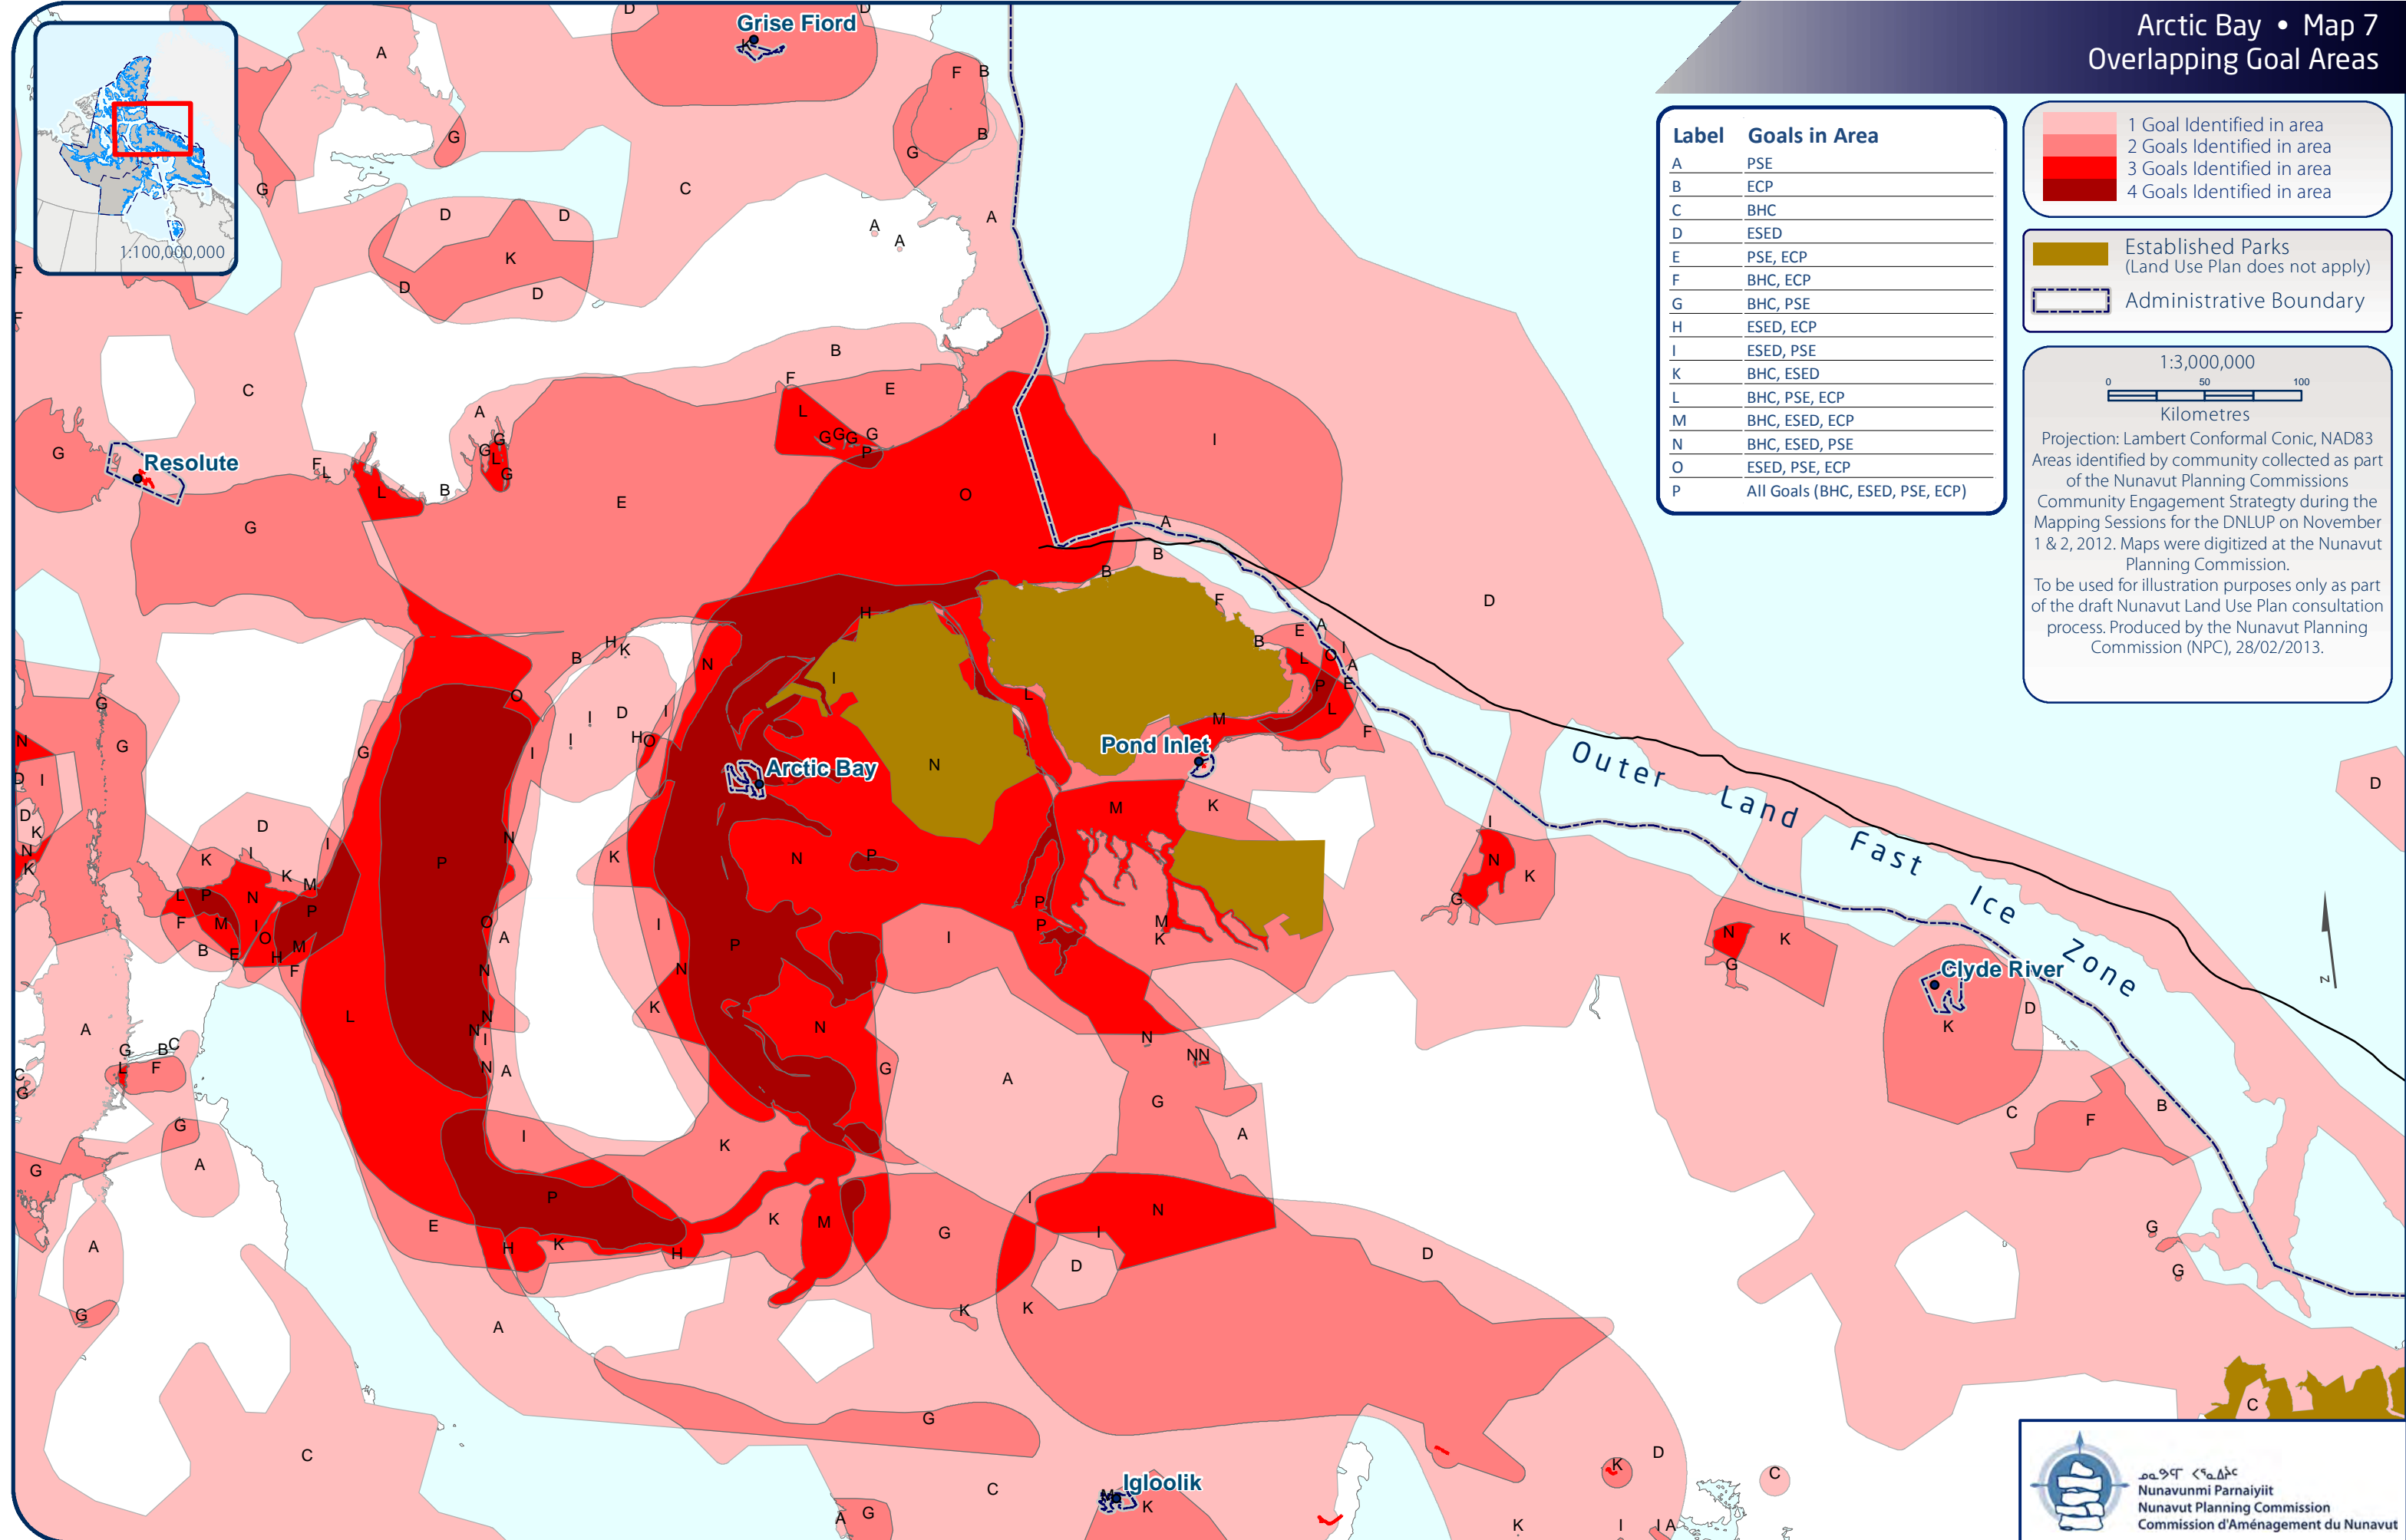 Arctic Bay • Map 7
Overlapping Goal Areas
1:100,000,000
Label Goals in Area
A PSE
B ECP
C BHC
D ESED
E PSE, ECP
F BHC, ECP
G BHC, PSE
H ESED, ECP
I ESED, PSE
K BHC, ESED
L BHC, PSE, ECP
M BHC, ESED, ECP
N BHC, ESED, PSE
O ESED, PSE, ECP
P All Goals (BHC, ESED, PSE, ECP)
1 Goal Identified in area
2 Goals Identified in area
3 Goals Identified in area
4 Goals Identified in area
Established Parks
(Land Use Plan does not apply)
Administrative Boundary
1:3,000,000
0 50 100
Kilometres
Projection: Lambert Conformal Conic, NAD83
Areas identified by community collected as part
of the Nunavut Planning Commissions
Community Engagement Strategty during the
Mapping Sessions for the DNLUP on November
1 & 2, 2012. Maps were digitized at the Nunavut
Planning Commission.
To be used for illustration purposes only as part
of the draft Nunavut Land Use Plan consultation
process. Produced by the Nunavut Planning
Commission (NPC), 28/02/2013.
Grise Fiord
Resolute
Arctic Bay
Pond Inlet
Outer Land Fast Ice Zone
Clyde River
Igloolik
N
Nunavunmi Parnaiyiit
Nunavut Planning Commission
Commission d'Aménagement du Nunavut